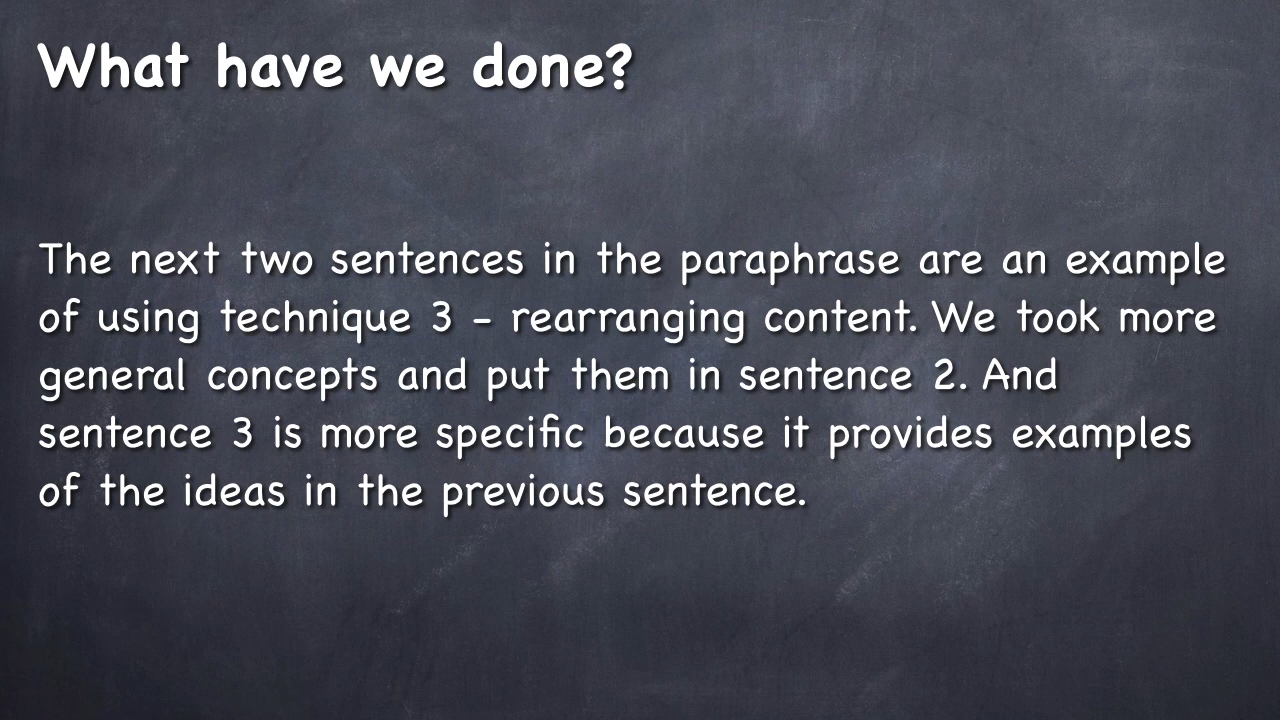 What have we done?
The next two sentences in the paraphrase are an example
of using technique 3 - rearranging content. We took more
general concepts and put them in sentence 2. And
sentence 3 is more specific because it provides examples
of the ideas in the previous sentence.